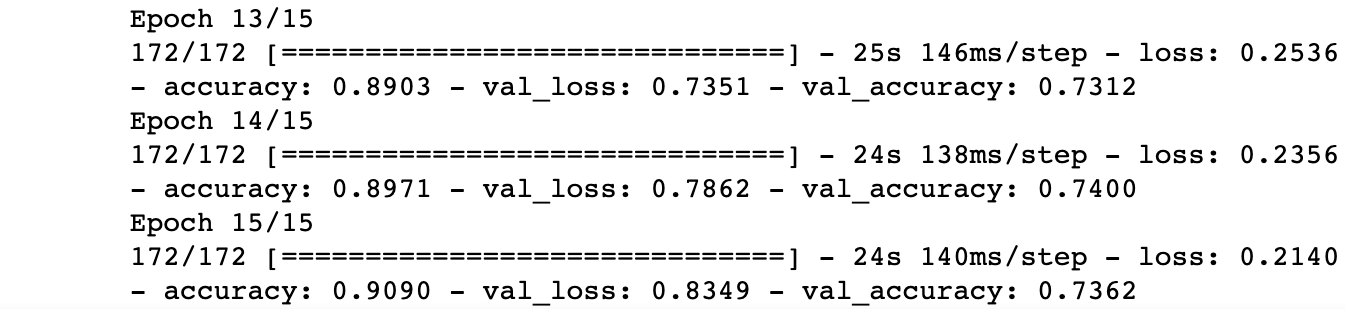 Epoch 13/15
172/172 [==============================] - 25s 146ms/step - loss: 0.2536
- accuracy: 0.8903 - val_loss: 0.7351 - val_accuracy: 0.7312
Epoch 14/15
172/172 [==============================] - 24s 138ms/step - loss: 0.2356
- accuracy: 0.8971 - val_loss: 0.7862 - val_accuracy: 0.7400
Epoch 15/15
172/172 [==============================] - 24s 140ms/step - loss: 0.2140
- accuracy: 0.9090 - val_loss: 0.8349 - val_accuracy: 0.7362